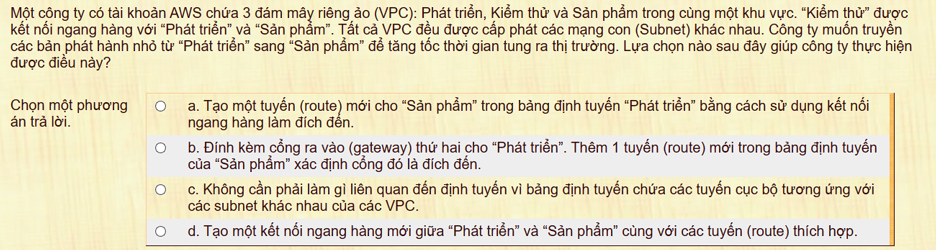 Một công ty có tài khoản AWS chứa 3 đám mây riêng ảo (VPC): Phát triển, Kiểm thử và Sản phẩm trong cùng một khu vực. “Kiểm thử” được
kết nối ngang hàng với “Phát triển” và “Sản phẩm”. Tất cả VPC đều được cấp phát các mạng con (Subnet) khác nhau. Công ty muốn truyền
các bản phát hành nhỏ từ “Phát triển” sang “Sản phẩm” để tăng tốc thời gian tung ra thị trường. Lựa chọn nào sau đây giúp công ty thực hiện
được điều này?
Chọn một phương
án trả lời.
a. Tạo một tuyến (route) mới cho “Sản phẩm” trong bảng định tuyến “Phát triển” bằng cách sử dụng kết nối
ngang hàng làm đích đến.
b. Đính kèm cổng ra vào (gateway) thứ hai cho “Phát triển”. Thêm 1 tuyến (route) mới trong bảng định tuyến
của “Sản phẩm” xác định cổng đó là đích đến.
c. Không cần phải làm gì liên quan đến định tuyến vì bảng định tuyến chứa các tuyến cục bộ tương ứng với
các subnet khác nhau của các VPC.
d. Tạo một kết nối ngang hàng mới giữa “Phát triển” và “Sản phẩm” cùng với các tuyến (route) thích hợp.